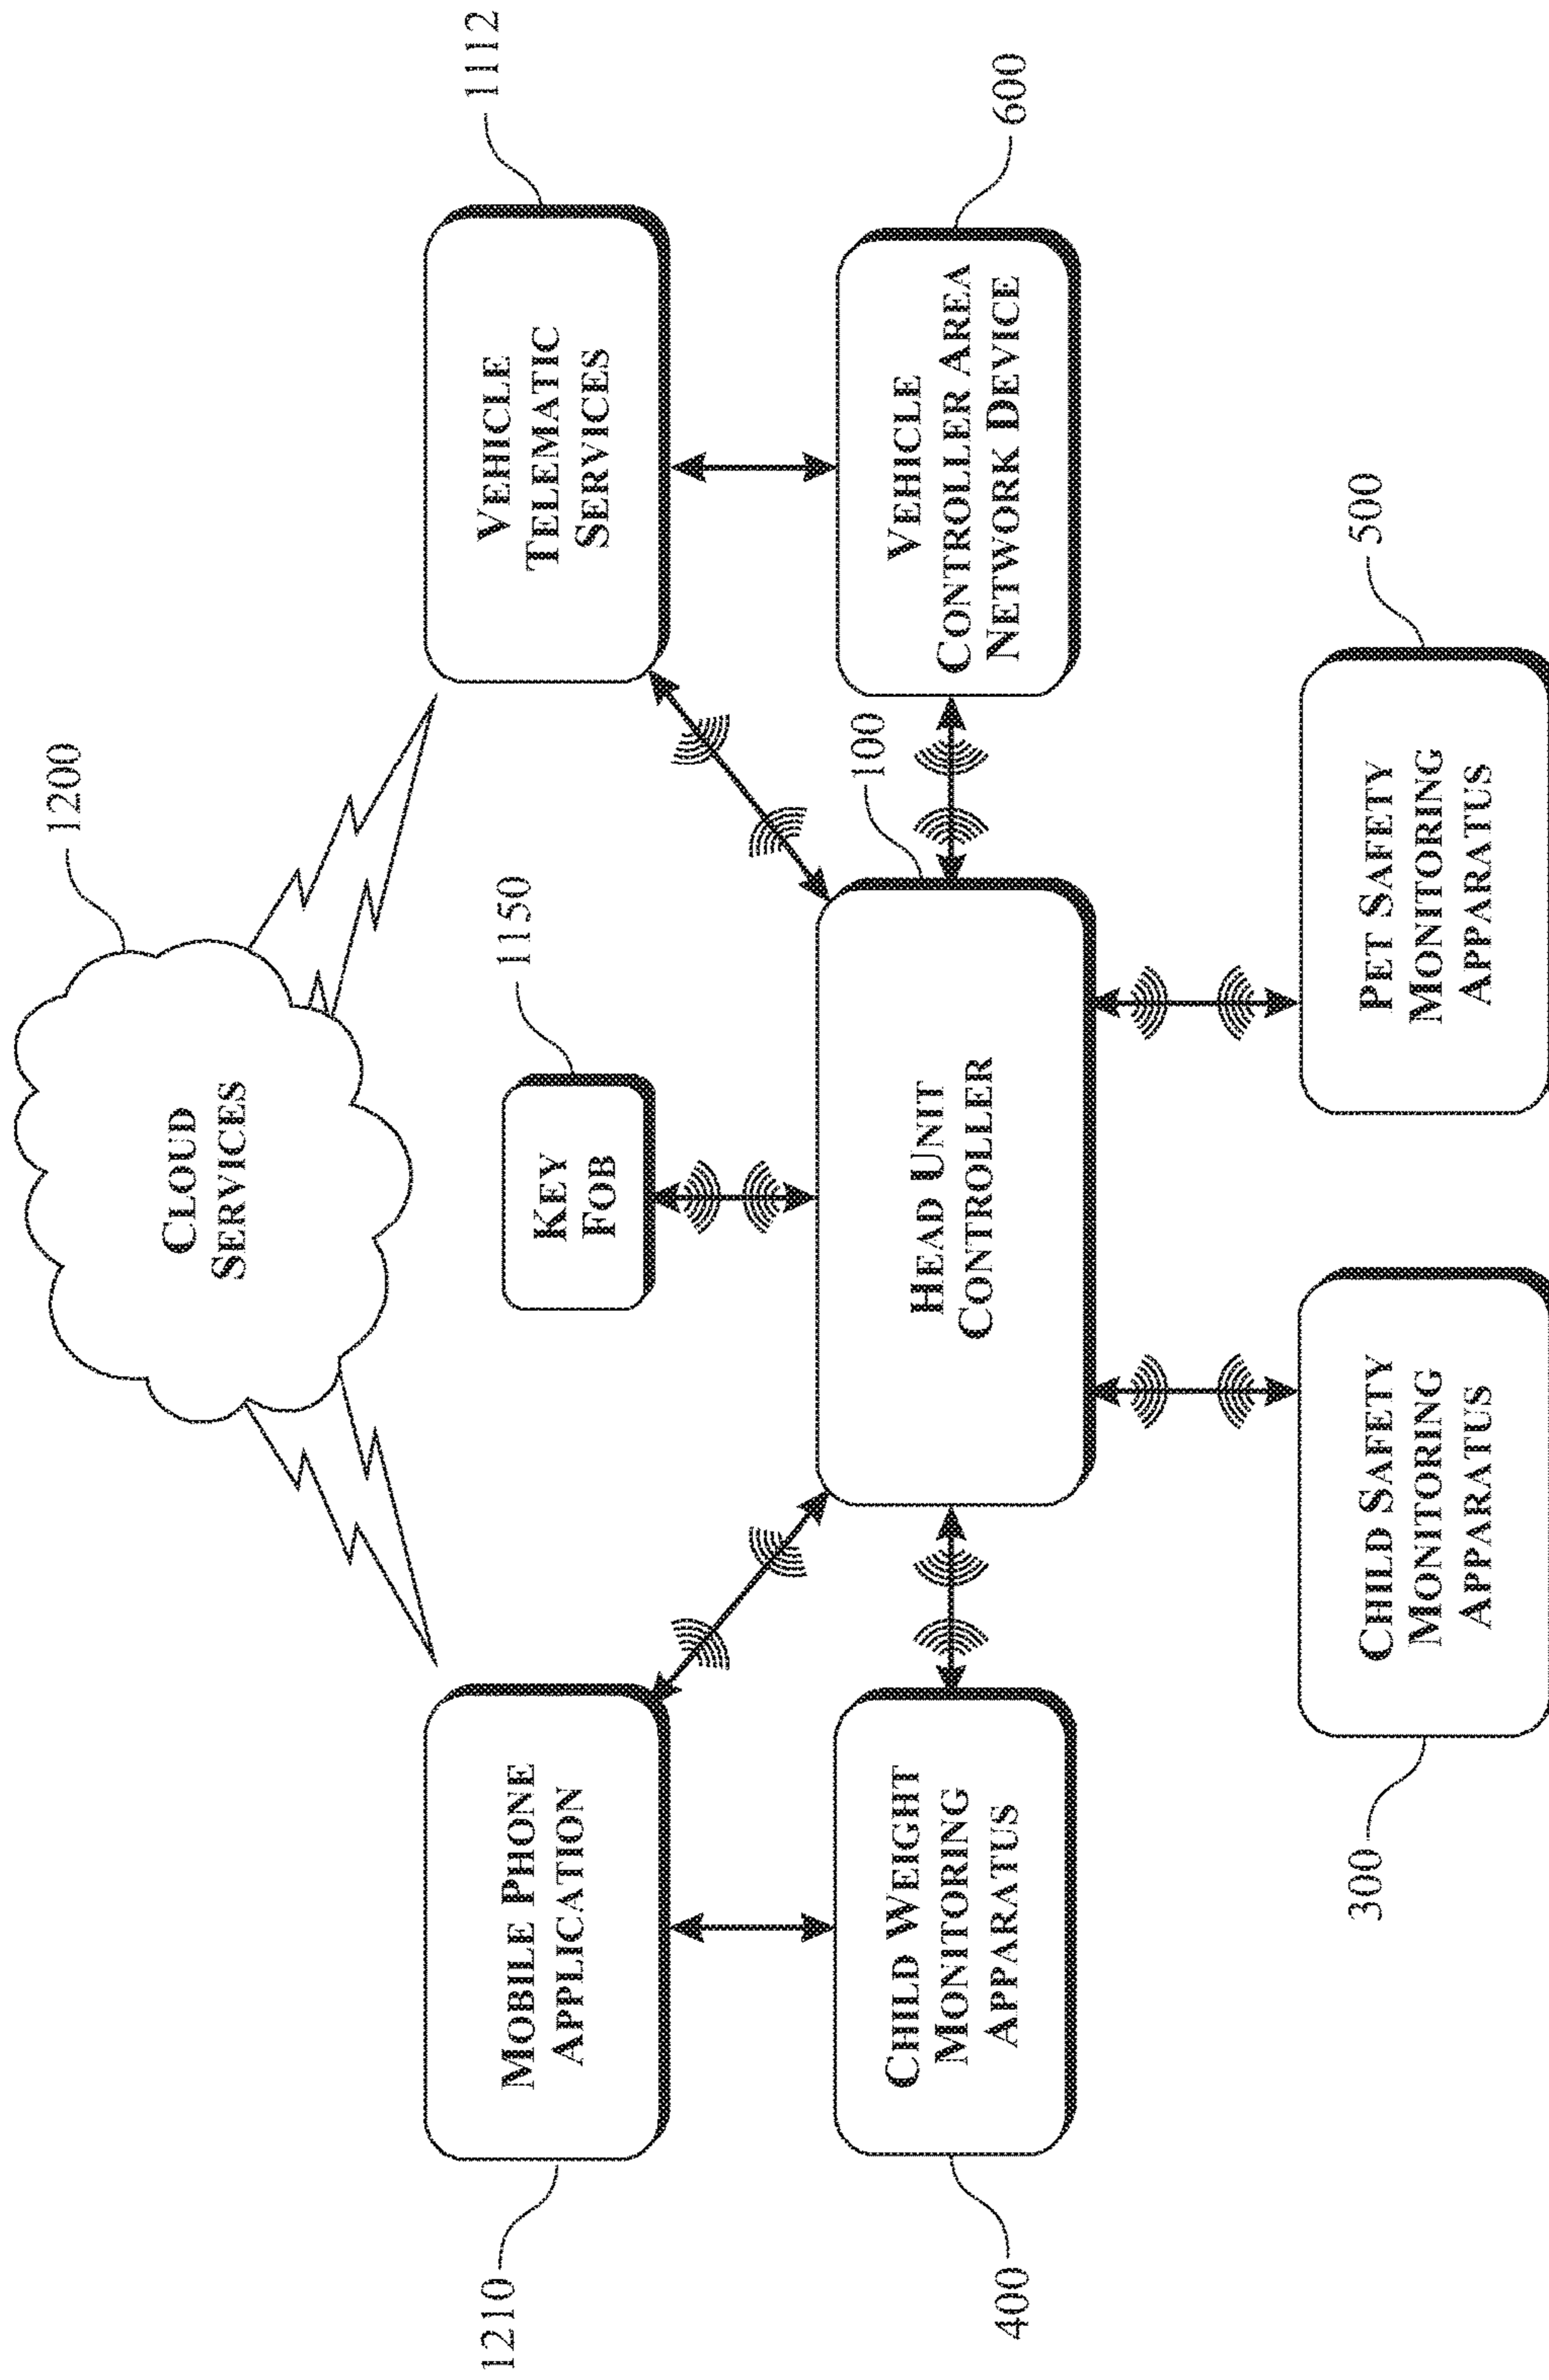 1200
CLOUD
SERVICES
1210
MOBILE PHONE
APPLICATION
KEY
FOB
1150
VEHICLE
TELEMATIC
SERVICES
1112
400
CHILD WEIGHT
MONITORING
APPARATUS
HEAD UNIT
CONTROLLER
100
VEHICLE
CONTROLLER AREA
NETWORK DEVICE
600
300
CHILD SAFETY
MONITORING
APPARATUS
PET SAFETY
MONITORING
APPARATUS
500